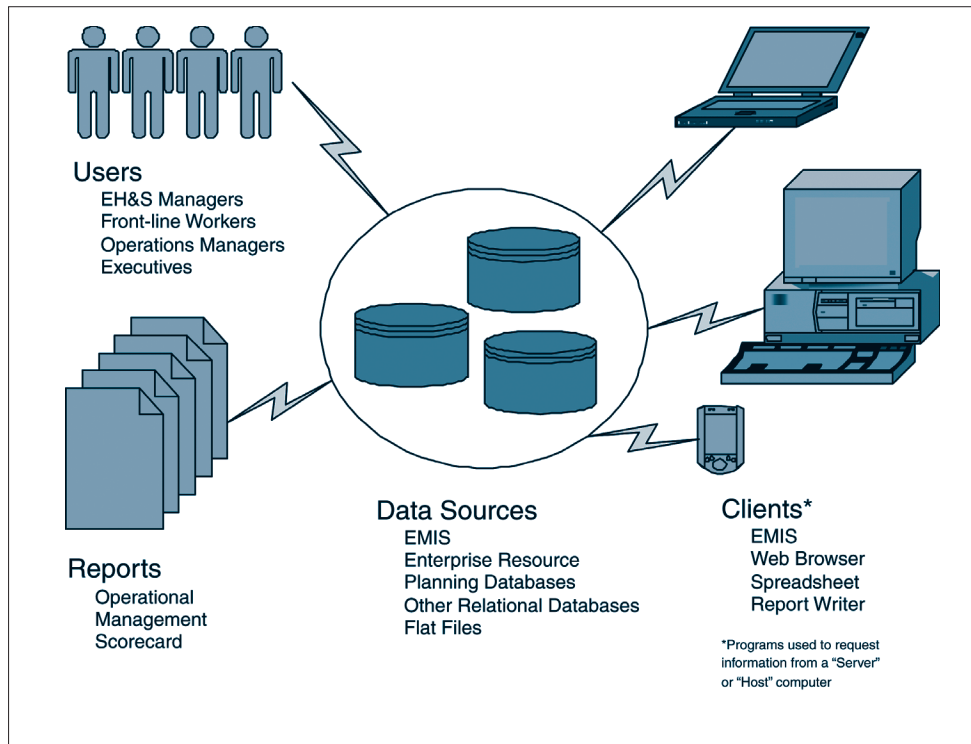 Users
EH&S Managers
Front-line Workers
Operations Managers
Executives
Reports
Operational
Management
Scorecard
Data Sources
EMIS
Enterprise Resource
Planning Databases
Other Relational Databases
Flat Files
Clients*
EMIS
Web Browser
Spreadsheet
Report Writer
*Programs used to request
information from a “Server”
or “Host” computer